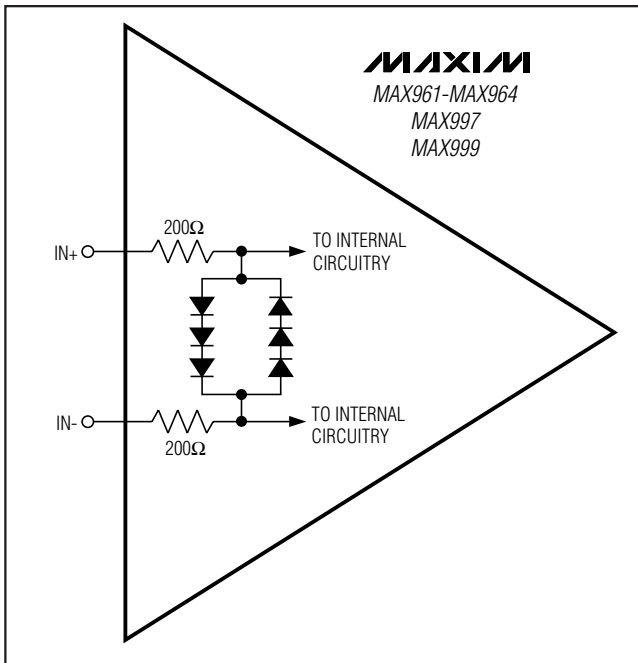 MAXIM
MAX961-MAX964
MAX997
MAX999
200Ω
IN+
TO INTERNAL
CIRCUITRY
IN-
TO INTERNAL
CIRCUITRY
200Ω